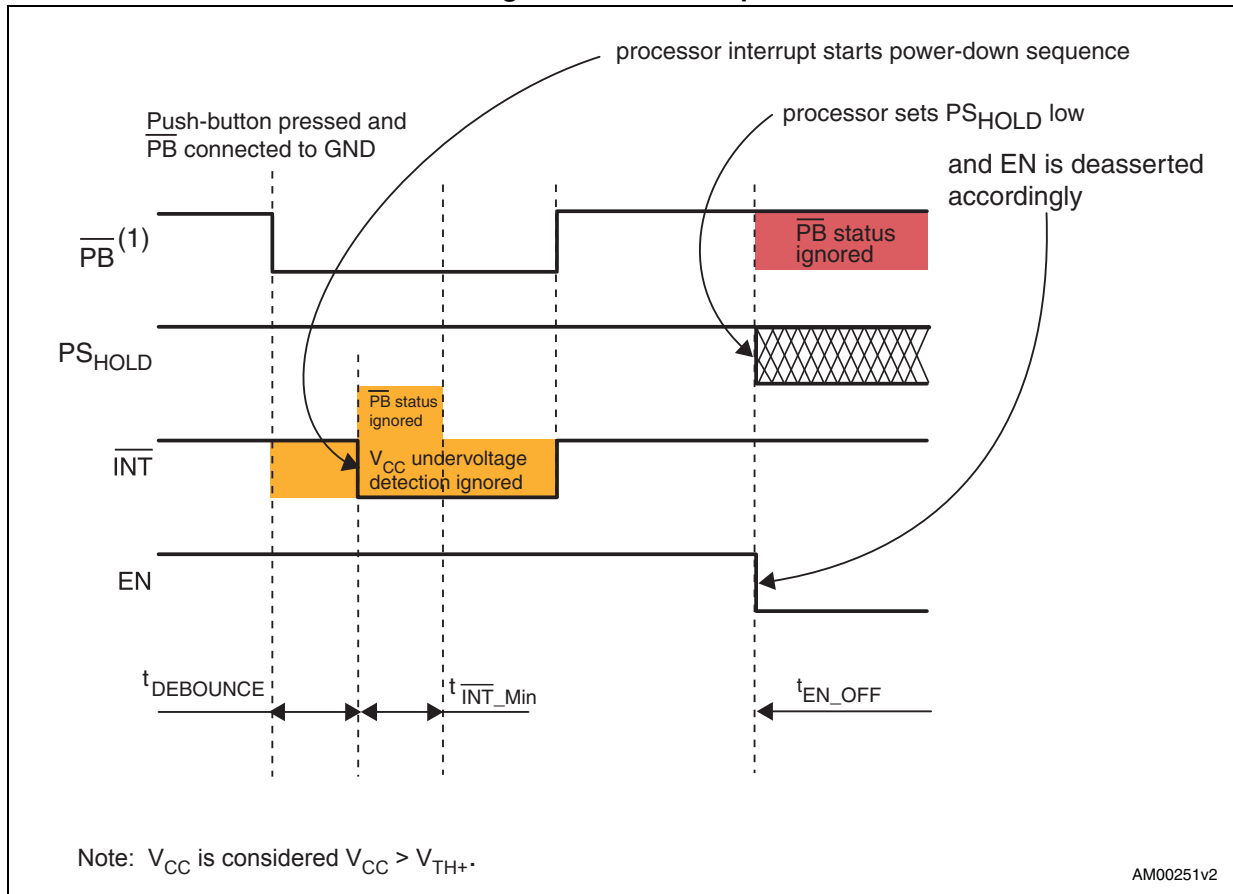 processor interrupt starts power-down sequence
processor sets PSHOLD low
and EN is deasserted
accordingly
Push-button pressed and
PB connected to GND
PB(1)
PB status
ignored
PSHOLD
PB status
ignored
INT
VCC undervoltage
detection ignored
EN
tDEBOUNCE
tINT_Min
tEN_OFF
Note: VCC is considered VCC > VTH+.
AM00251v2